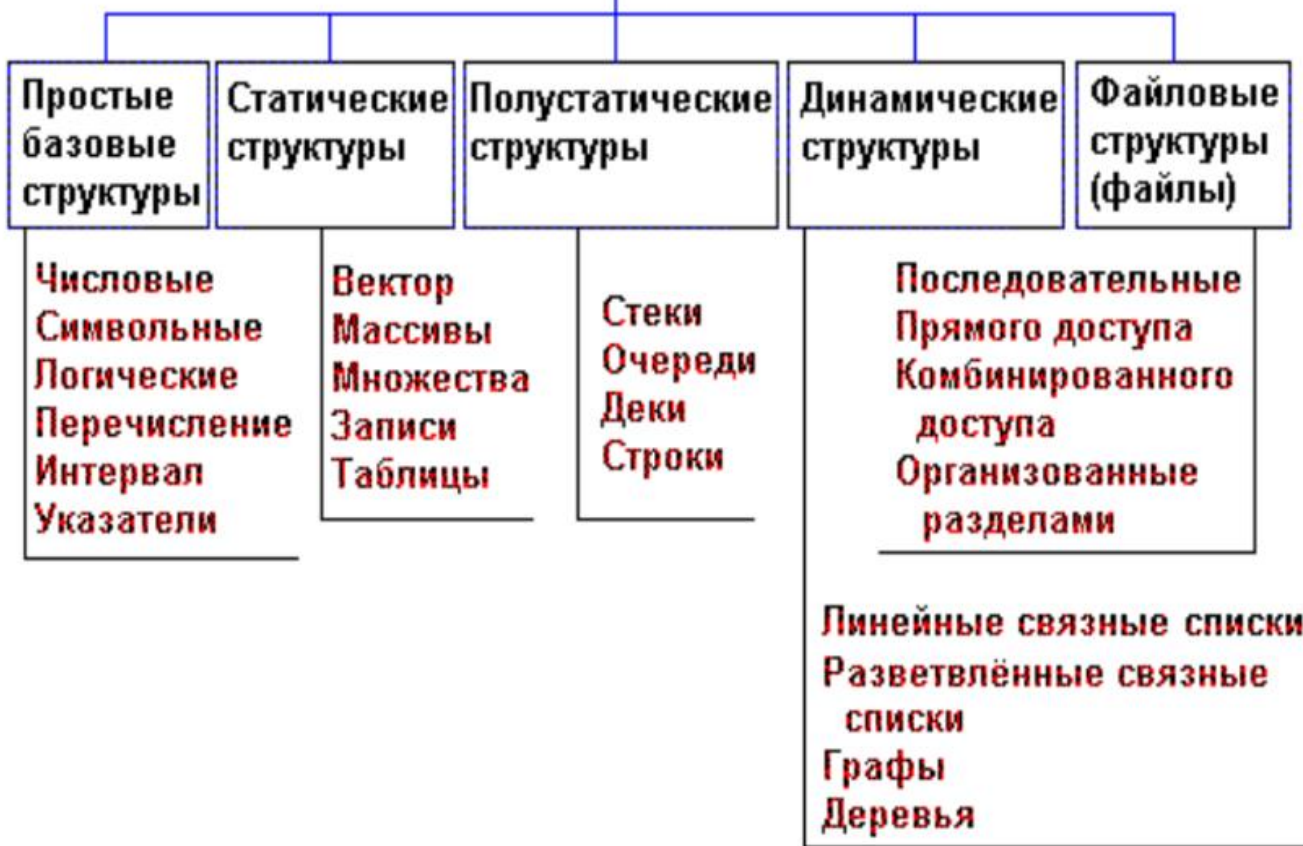 Простые
базовые
структуры
Числовые
Символьные
Логические
Перечисление
Интервал
Указатели
Статические
структуры
Вектор
Массивы
Множества
Записи
Таблицы
Полустатические
структуры
Стеки
Очереди
Деки
Строки
Динамические
структуры
Линейные связные списки
Разветвлённые связные
списки
Графы
Деревья
Файловые
структуры
(файлы)
Последовательные
Прямого доступа
Комбинированного
доступа
Организованные
разделами